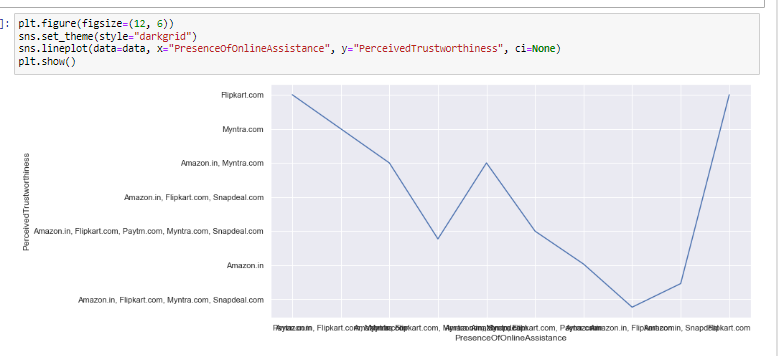 ]:
plt.figure(figsize=(12, 6))
sns.set_theme(style="darkgrid")
sns.lineplot(data=data, x="PresenceOfOnlineAssistance", y="PerceivedTrustworthiness", ci=None)
plt.show()
Flipkart.com
Myntra.com
Amazon.in, Myntra.com
Amazon.in, Flipkart.com, Snapdeal.com
Amazon.in, Flipkart.com, Paytm.com, Myntra.com, Snapdeal.com
Amazon.in
Amazon.in, Flipkart.com, Myntra.com, Snapdeal.com
PerceivedTrustworthiness
PresenceOfOnlineAssistance